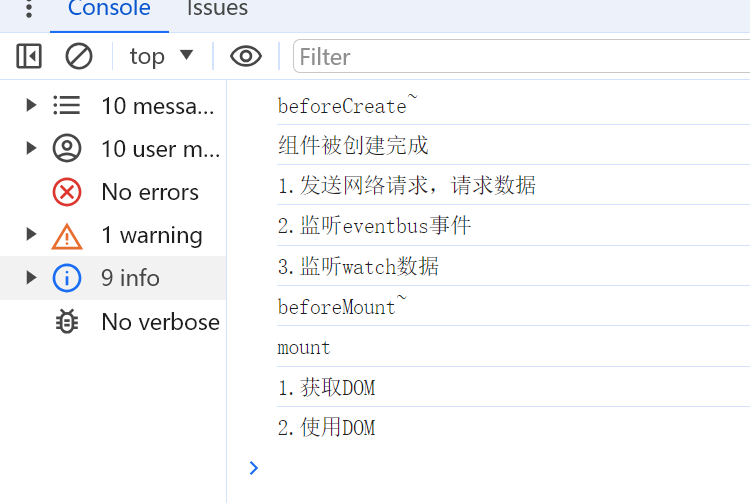 Console Issues
top Filter
10 messa...
10 user m...
No errors
1 warning
9 info
No verbose
beforeCreate~
组件被创建完成
1.发送网络请求，请求数据
2.监听eventbus事件
3.监听watch数据
beforeMount~
mount
1.获取DOM
2.使用DOM